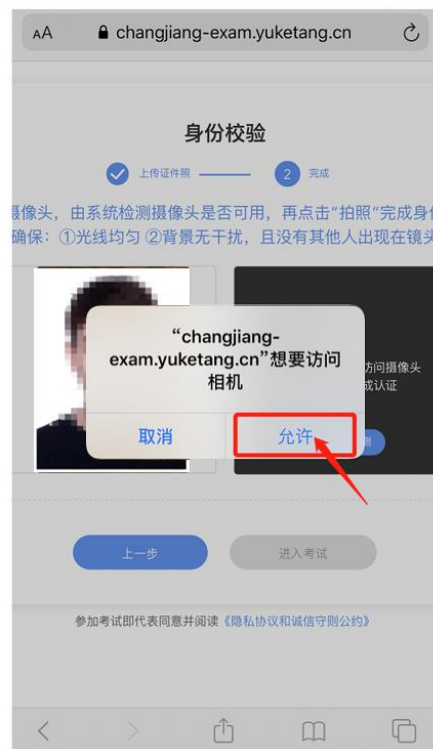 AA changjiang-exam.yuketang.cn
身份校验
上传证件照 2 完成
摄像头，由系统检测摄像头是否可用，再点击“拍照”完成身
确保：①光线均匀 ②背景无干扰，且没有其他人出现在镜头
“changjiang-
exam.yuketang.cn”想要访问
相机
访问摄像头
成认证
取消
允许
测
上一步
进入考试
参加考试即代表同意并阅读《隐私协议和诚信守则公约》